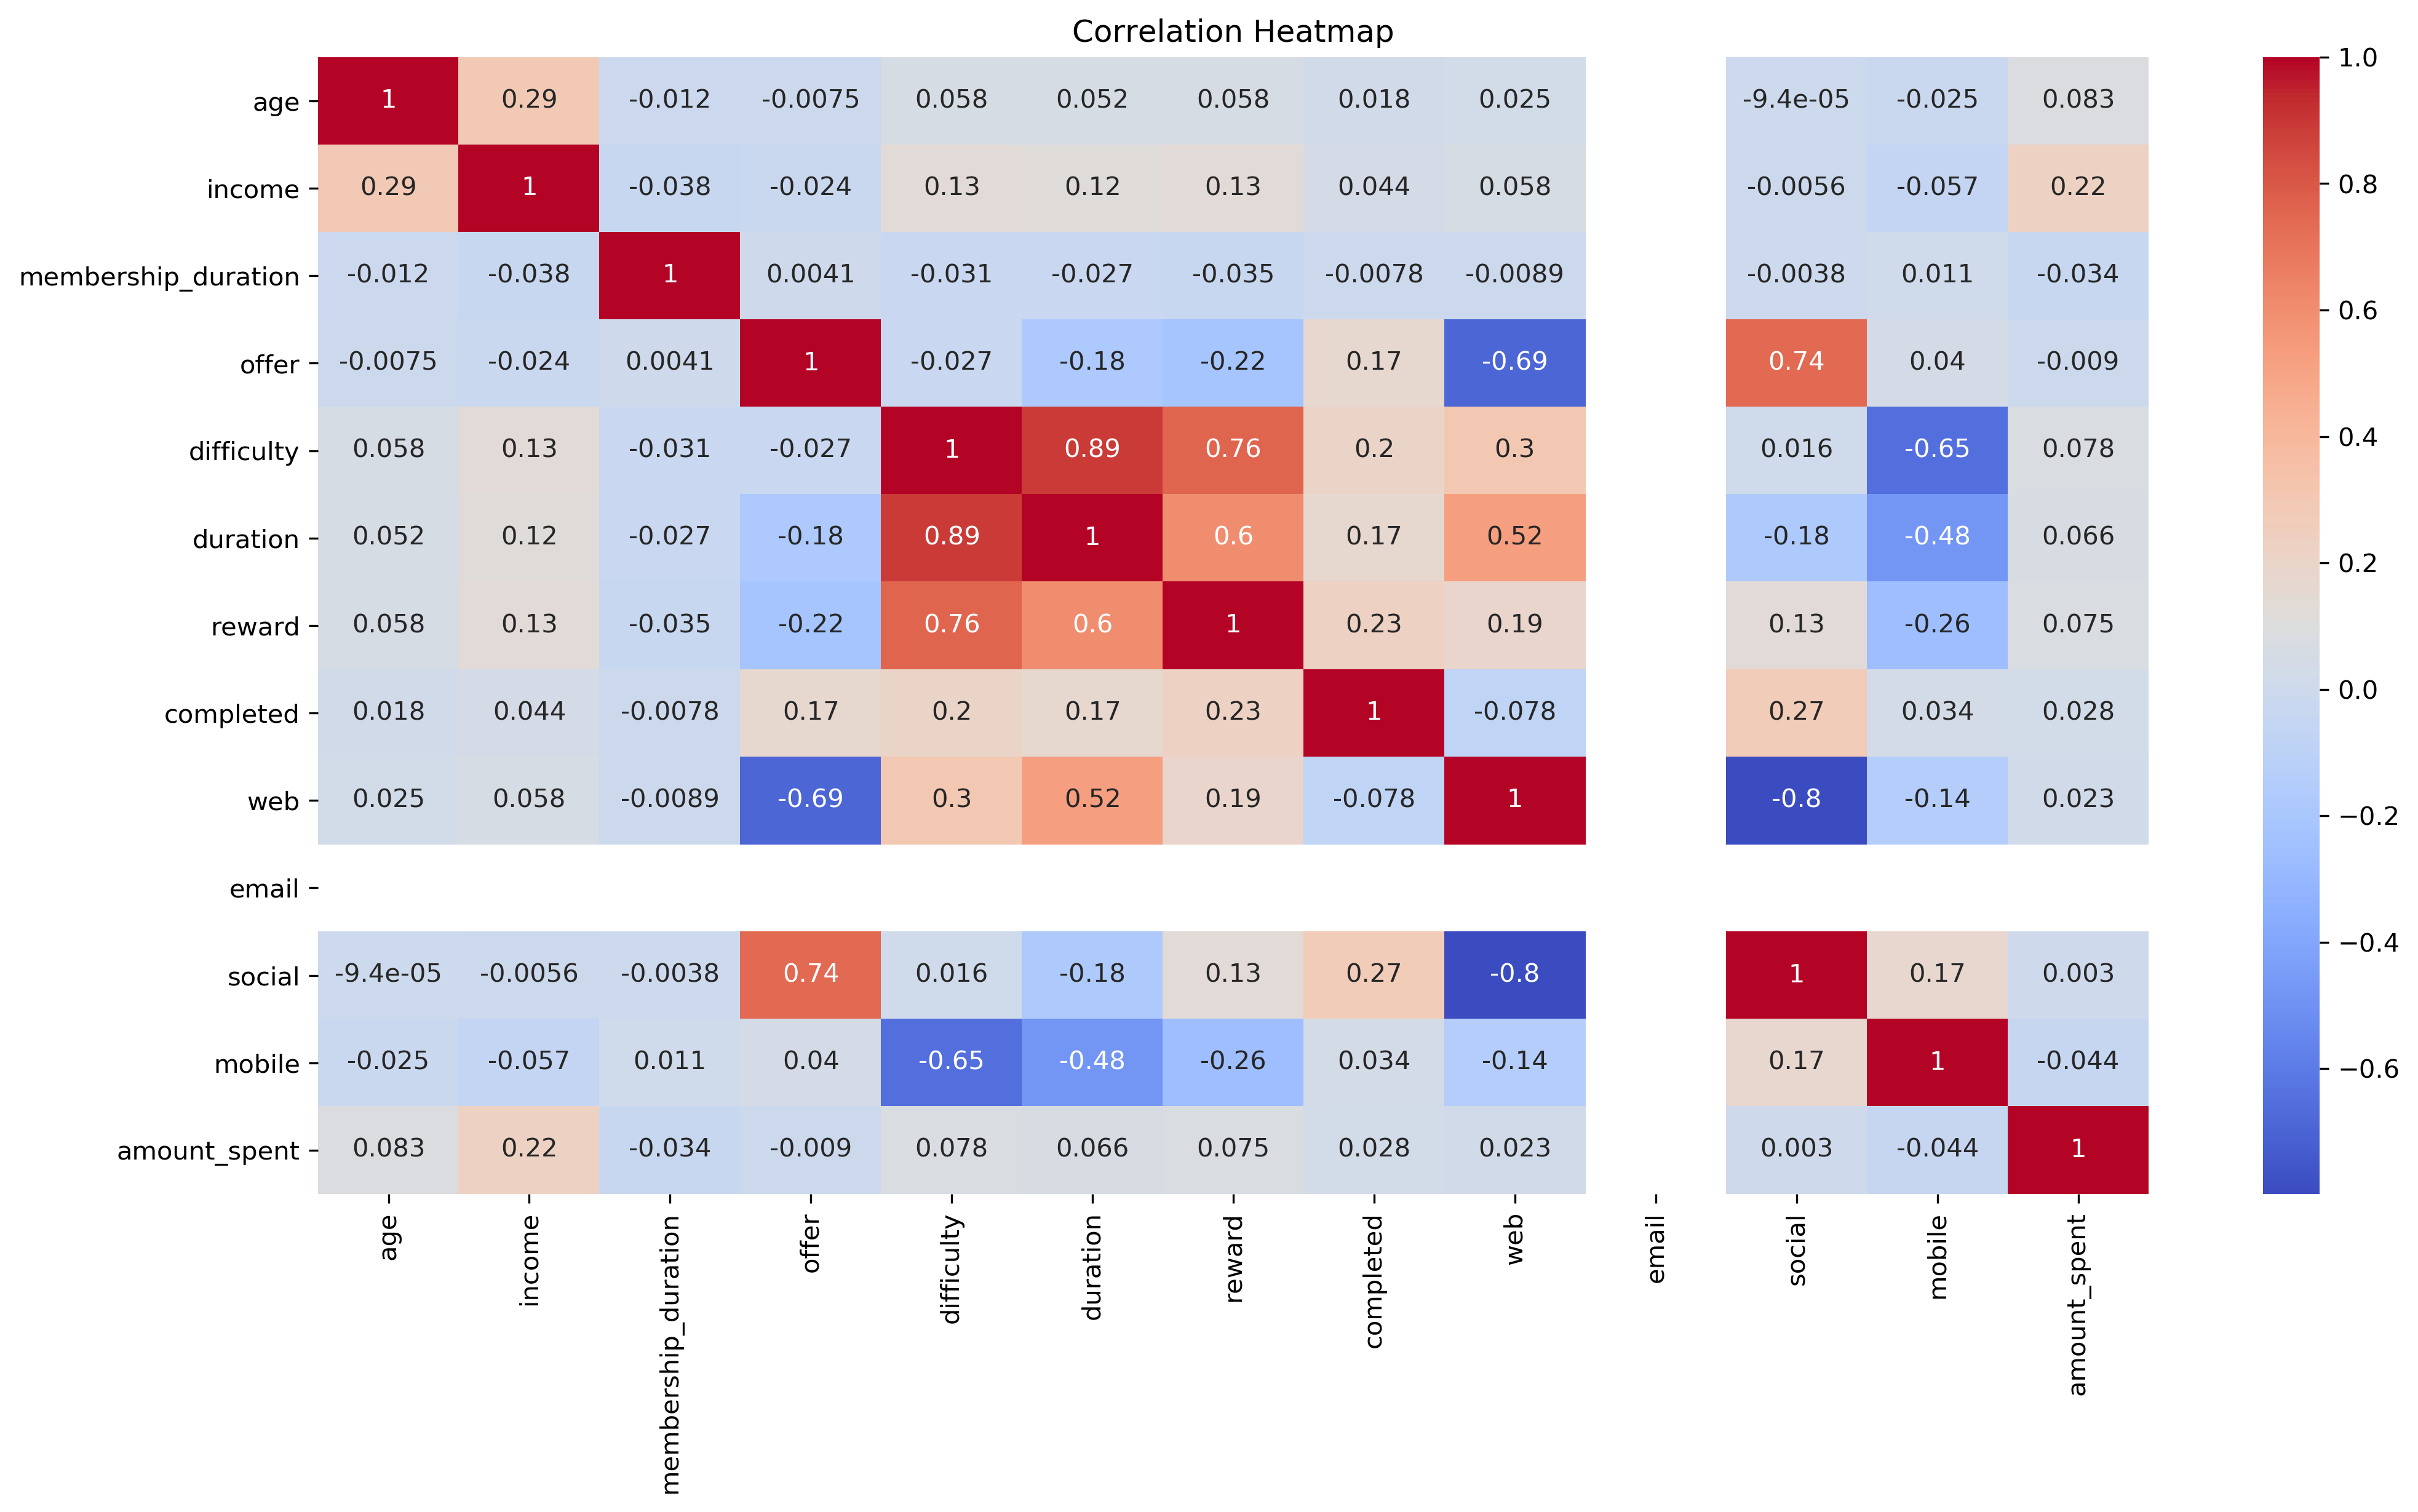 Correlation Heatmap
age 1 0.29 -0.012 -0.0075 0.058 0.052 0.058 0.018 0.025 -9.4e-05 -0.025 0.083
income 0.29 1 -0.038 -0.024 0.13 0.12 0.13 0.044 0.058 -0.0056 -0.057 0.22
membership_duration -0.012 -0.038 1 0.0041 -0.031 -0.027 -0.035 -0.0078 -0.0089 -0.0038 0.011 -0.034
offer -0.0075 -0.024 0.0041 1 -0.027 -0.18 -0.22 0.17 -0.69 0.74 0.04 -0.009
difficulty 0.058 0.13 -0.031 -0.027 1 0.89 0.76 0.2 0.3 0.016 -0.65 0.078
duration 0.052 0.12 -0.027 -0.18 0.89 1 0.6 0.17 0.52 -0.18 -0.48 0.066
reward 0.058 0.13 -0.035 -0.22 0.76 0.6 1 0.23 0.19 0.13 -0.26 0.075
completed 0.018 0.044 -0.0078 0.17 0.2 0.17 0.23 1 -0.078 0.27 0.034 0.028
web 0.025 0.058 -0.0089 -0.69 0.3 0.52 0.19 -0.078 1 -0.8 -0.14 0.023
email
social -9.4e-05 -0.0056 -0.0038 0.74 0.016 -0.18 0.13 0.27 -0.8 1 0.17 0.003
mobile -0.025 -0.057 0.011 0.04 -0.65 -0.48 -0.26 0.034 -0.14 0.17 1 -0.044
amount_spent 0.083 0.22 -0.034 -0.009 0.078 0.066 0.075 0.028 0.023 0.003 -0.044 1
age income membership_duration offer difficulty duration reward completed web email social mobile amount_spent
1.0
0.8
0.6
0.4
0.2
0.0
−0.2
−0.4
−0.6